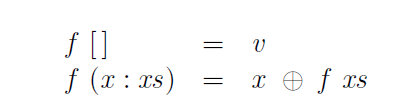 f [] = v
f (x : xs) = x ⊕ f xs